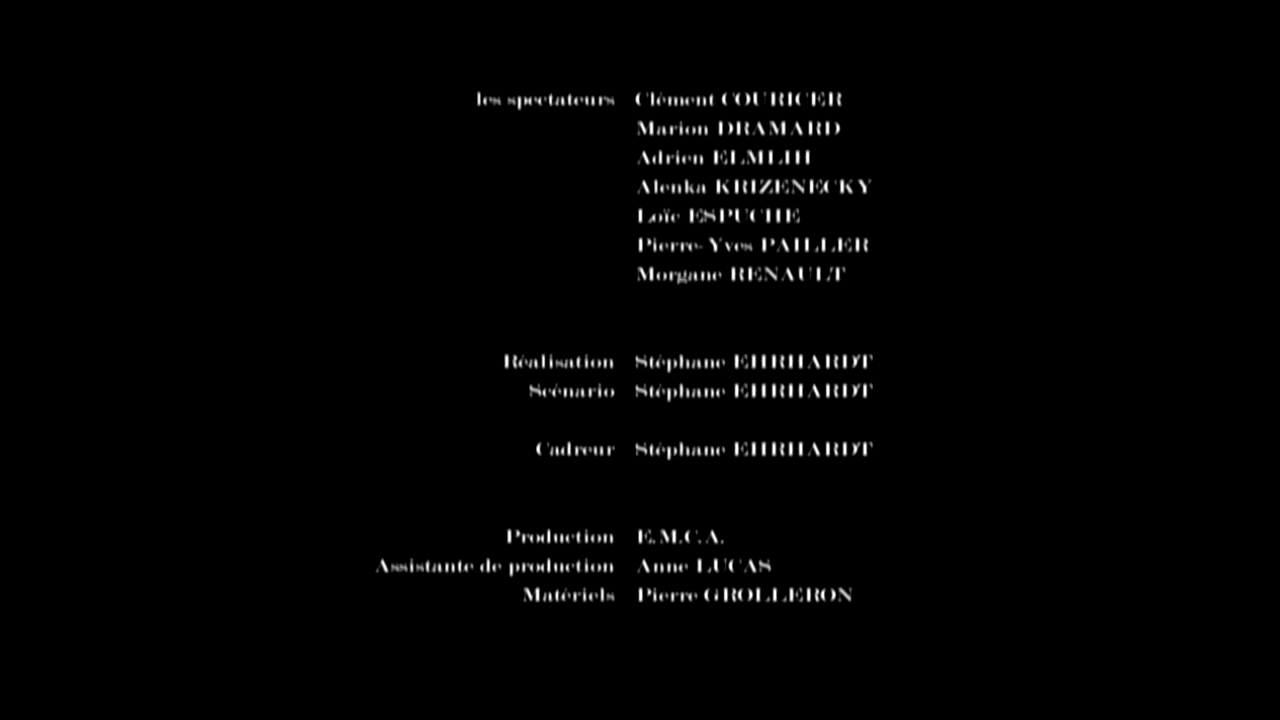 les spectateurs Clément COURICER
Marion DRAMARD
Adrien ELMLIH
Alenka KRIZENECKY
Loïc ESPUCHE
Pierre-Yves PAILLER
Morgane RENAULT
Réalisation Stéphane EHRHARDT
Scénario Stéphane EHRHARDT
Cadreur Stéphane EHRHARDT
Production E.M.C.A.
Assistante de production Anne LUCAS
Matériels Pierre GROLLERON